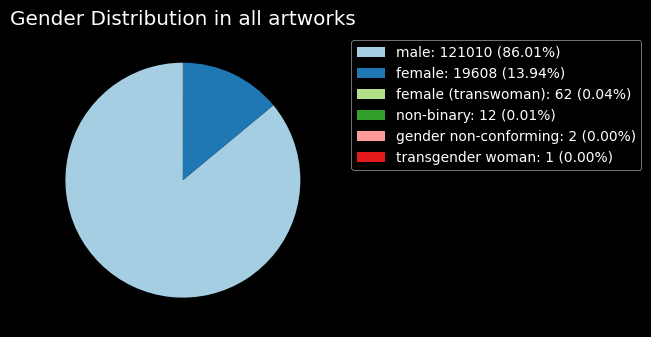 Gender Distribution in all artworks
male: 121010 (86.01%)
female: 19608 (13.94%)
female (transwoman): 62 (0.04%)
non-binary: 12 (0.01%)
gender non-conforming: 2 (0.00%)
transgender woman: 1 (0.00%)